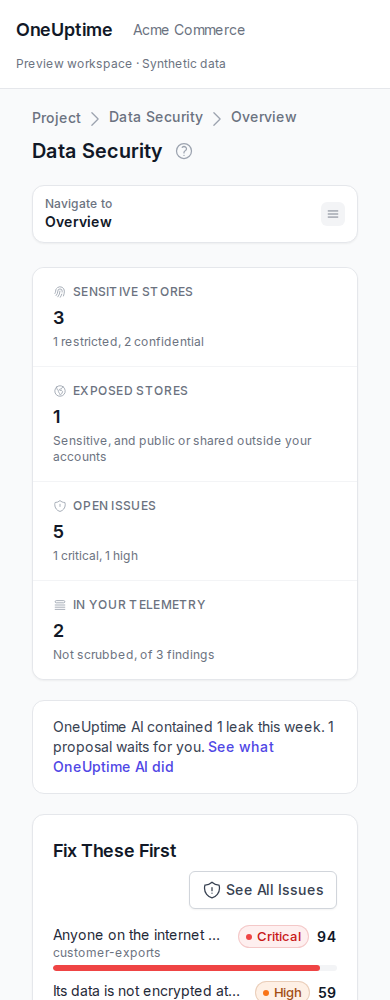 OneUptime Acme Commerce
Preview workspace · Synthetic data
Project Data Security Overview
Data Security
Navigate to
Overview
SENSITIVE STORES
3
1 restricted, 2 confidential
EXPOSED STORES
1
Sensitive, and public or shared outside your
accounts
OPEN ISSUES
5
1 critical, 1 high
IN YOUR TELEMETRY
2
Not scrubbed, of 3 findings
OneUptime AI contained 1 leak this week. 1
proposal waits for you. See what
OneUptime AI did
Fix These First
See All Issues
Anyone on the internet ... Critical 94
customer-exports
Its data is not encrypted at... High 59